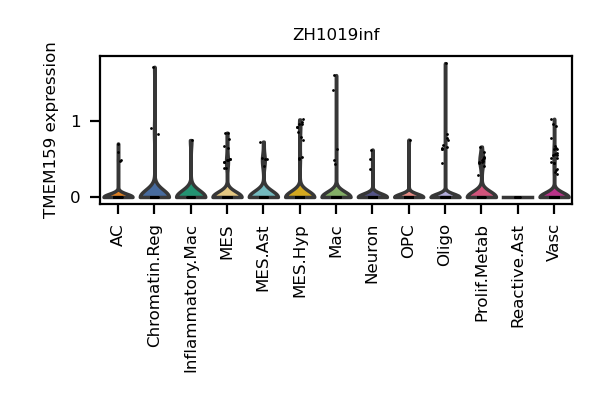 ZH1019inf
TMEM159 expression
1
0
AC
Chromatin.Reg
Inflammatory.Mac
MES
MES.Ast
MES.Hyp
Mac
Neuron
OPC
Oligo
Prolif.Metab
Reactive.Ast
Vasc